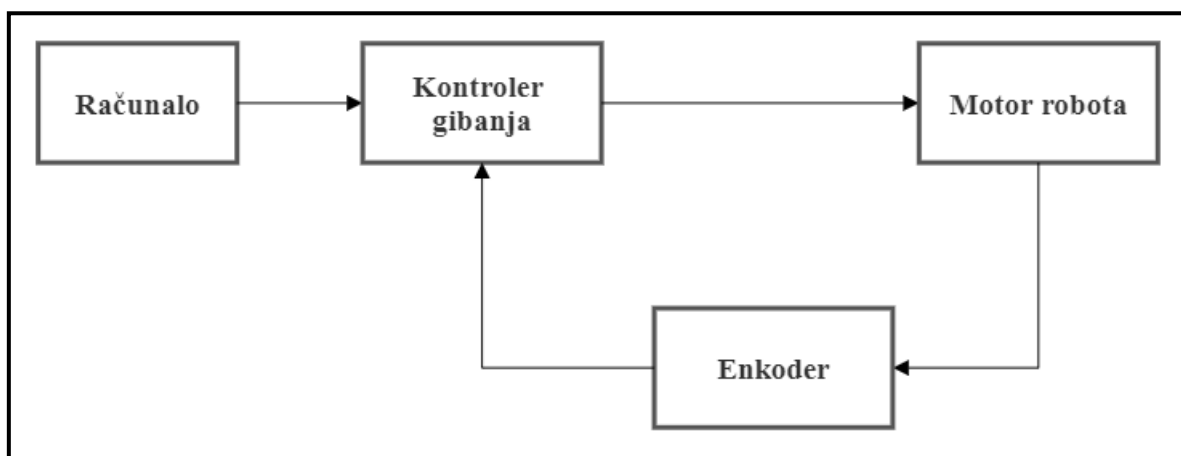 Računalo
Kontroler
gibanja
Motor robota
Enkoder